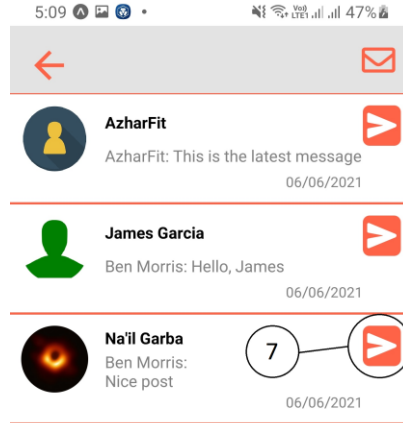 5:09
47%
AzharFit
AzharFit: This is the latest message
06/06/2021
James Garcia
Ben Morris: Hello, James
06/06/2021
Na'il Garba
Ben Morris:
Nice post
7
06/06/2021